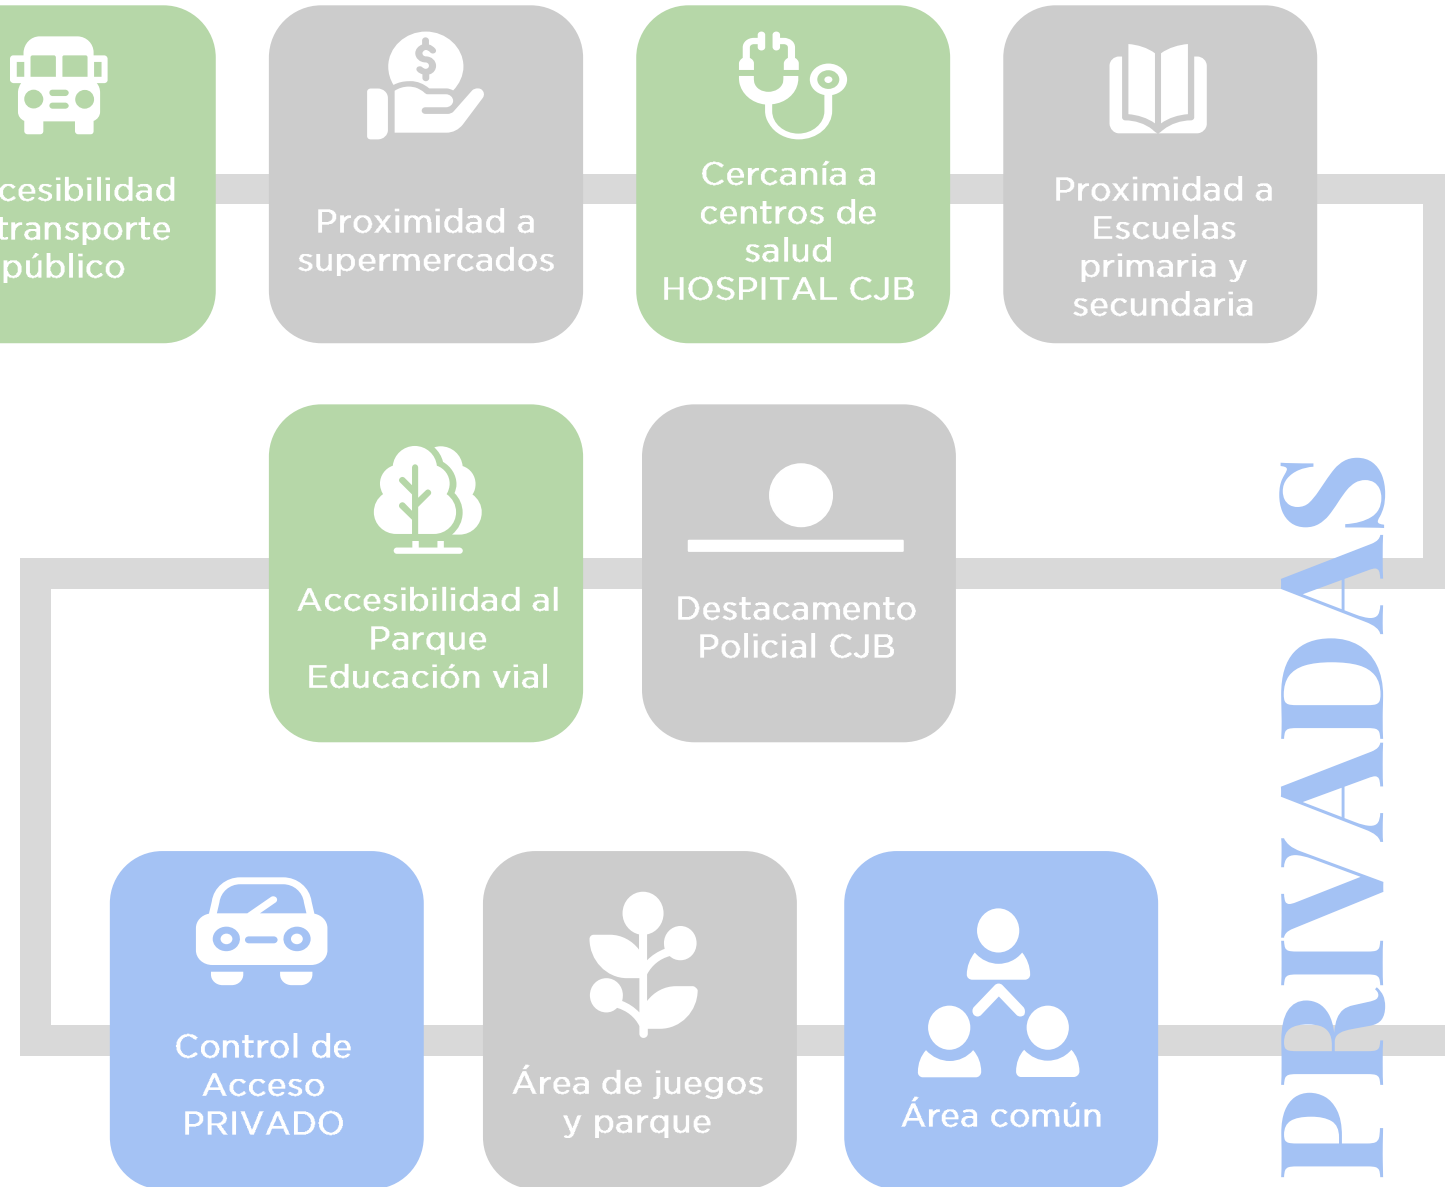 cesibilidad
transporte
público
$
Proximidad a
supermercados
Cercanía a
centros de
salud
HOSPITAL CJB
Proximidad a
Escuelas
primaria y
secundaria
Accesibilidad al
Parque
Educación vial
Destacamento
Policial CJB
PRIVADAS
Control de
Acceso
PRIVADO
Área de juegos
y parque
Área común